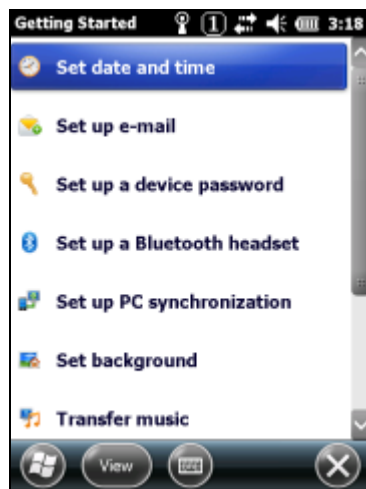 Getting Started 1 3:18
Set date and time
Set up e-mail
Set up a device password
Set up a Bluetooth headset
Set up PC synchronization
Set background
Transfer music
View